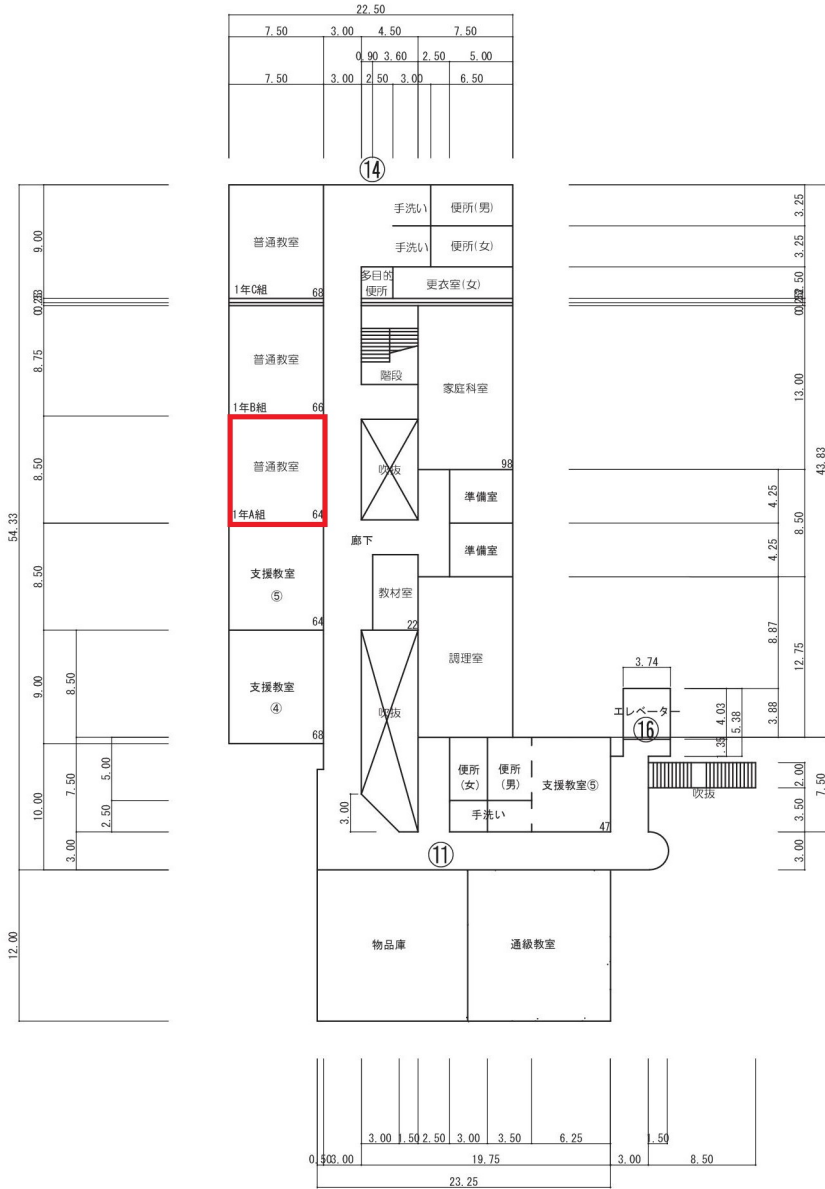 22.50
7.50 3.00 4.50 7.50
0.90 3.60 2.50 5.00
7.50 3.00 2.50 3.00 6.50
⑭
手洗い 便所(男)
手洗い 便所(女)
普通教室
多目的
便所
更衣室(女)
1年C組 68
普通教室
階段
家庭科室
1年B組 66
普通教室
吹抜
98
準備室
1年A組 64
廊下
準備室
支援教室
⑤
教材室
64
22
調理室
支援教室
④
吹抜
68
3.74
エレベーター
⑯
便所
(女)
便所
(男)
支援教室⑤
手洗い
47
吹抜
3.00
⑪
物品庫
通級教室
54.33
9.00
8.75
8.50
8.50
9.00
8.50
10.00
7.50
5.00
2.50
3.00
12.00
3.25
3.25
13.00
43.83
4.25
8.50
4.25
8.87
12.75
4.03
5.38
3.88
.35
2.00
3.50
7.50
3.00
3.00 1.50 2.50 3.00 3.50 6.25 1.50
0.50 3.00 19.75 3.00 8.50
23.25